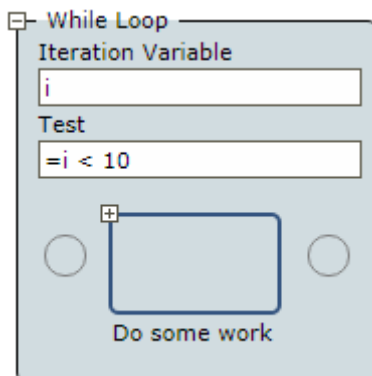 While Loop
Iteration Variable
i
Test
=i < 10
Do some work